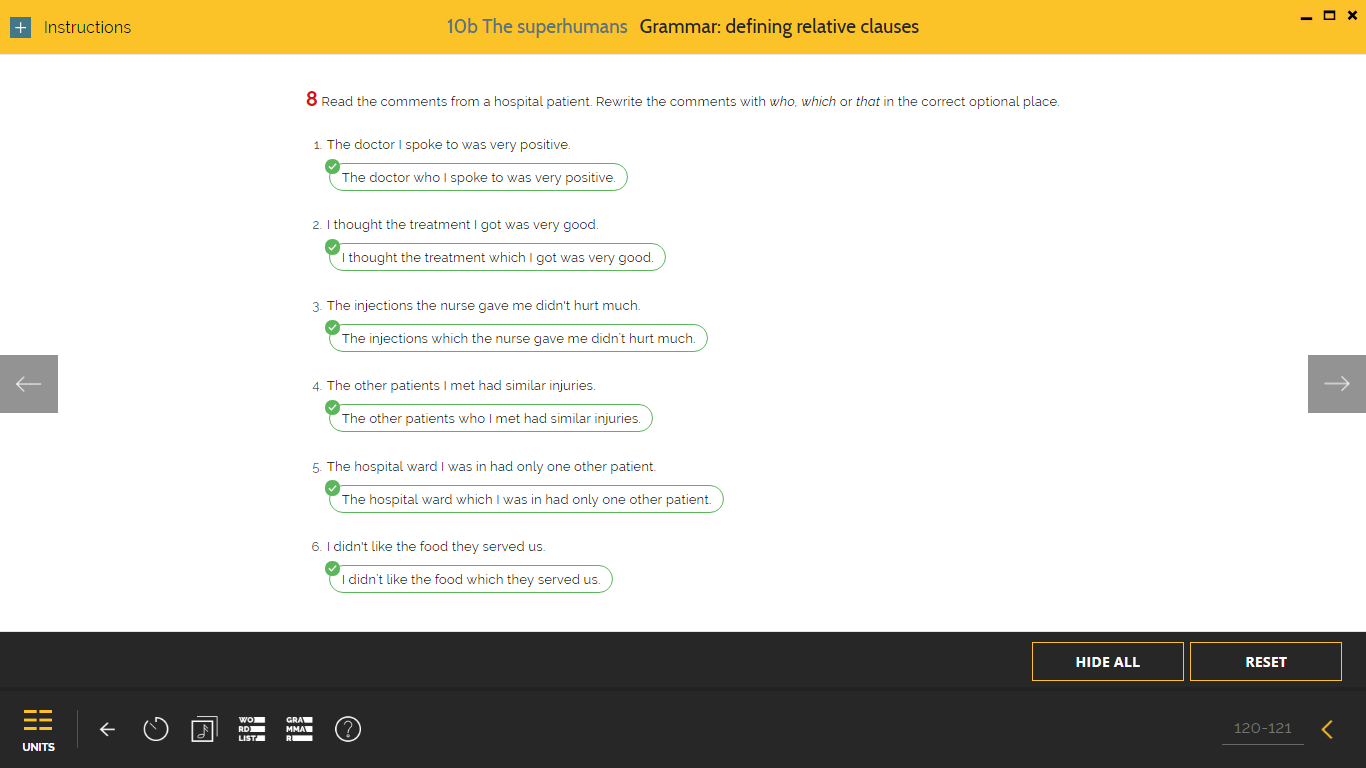 Instructions
10b The superhumans Grammar: defining relative clauses
8 Read the comments from a hospital patient. Rewrite the comments with who, which or that in the correct optional place.
1. The doctor I spoke to was very positive.
The doctor who I spoke to was very positive.
2. I thought the treatment I got was very good.
I thought the treatment which I got was very good.
3. The injections the nurse gave me didn't hurt much.
The injections which the nurse gave me didn't hurt much.
4. The other patients I met had similar injuries.
The other patients who I met had similar injuries.
5. The hospital ward I was in had only one other patient.
The hospital ward which I was in had only one other patient.
6. I didn't like the food they served us.
I didn't like the food which they served us.
HIDE ALL RESET
WO
RD
LIST
GRA
MMA
R
?
120-121
UNITS